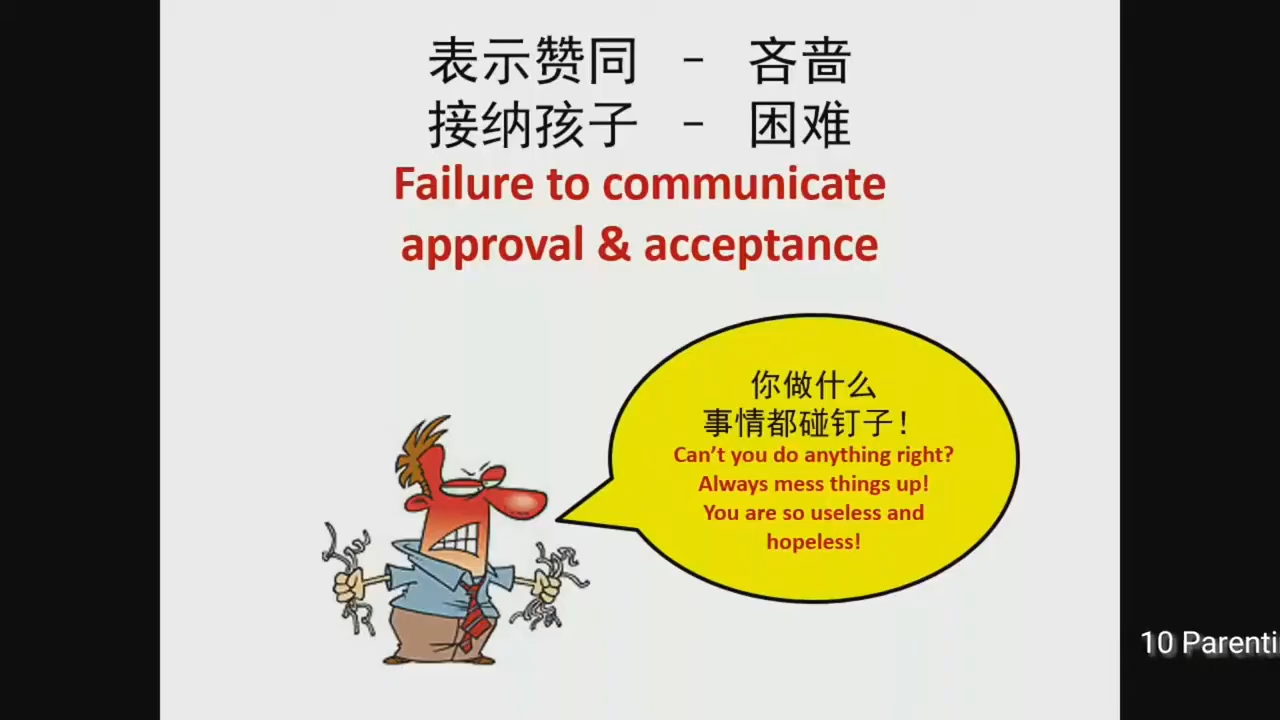 表示赞同 - 吝啬
接纳孩子 - 困难
Failure to communicate
approval & acceptance
你做什么
事情都碰钉子！
Can't you do anything right?
Always mess things up!
You are so useless and
hopeless!
10 Parenti